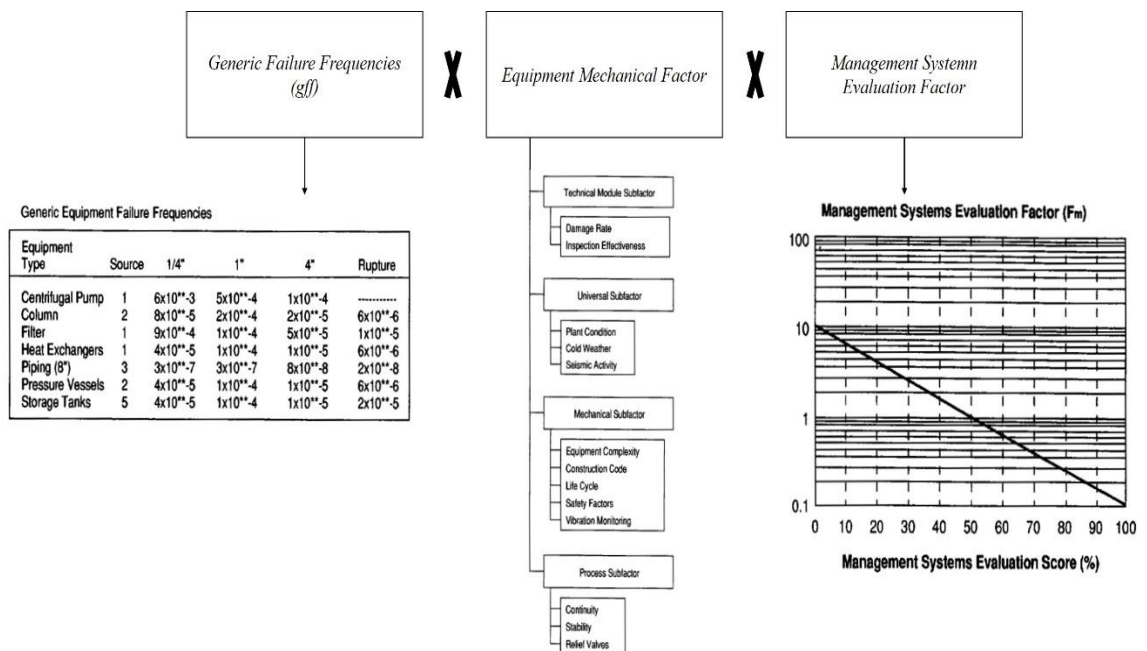 Generic Failure Frequencies
(gff)
X
Equipment Mechanical Factor
X
Management Systemn
Evaluation Factor
Generic Equipment Failure Frequencies
Equipment
Type Source 1/4" 1" 4" Rupture
Centrifugal Pump 1 6x10**-3 5x10**-4 1x10**-4 -----------
Column 2 8x10**-5 2x10**-4 2x10**-5 6x10**-6
Filter 1 9x10**-4 1x10**-4 5x10**-5 1x10**-5
Heat Exchangers 1 4x10**-5 1x10**-4 1x10**-5 6x10**-6
Piping (8") 3 3x10**-7 3x10**-7 8x10**-8 2x10**-8
Pressure Vessels 2 4x10**-5 1x10**-4 1x10**-5 6x10**-6
Storage Tanks 5 4x10**-5 1x10**-4 1x10**-5 2x10**-5
Technical Module Subfactor
Damage Rate
Inspection Effectiveness
Universal Subfactor
Plant Condition
Cold Weather
Seismic Activity
Mechanical Subfactor
Equipment Complexity
Construction Code
Life Cycle
Safety Factors
Vibration Monitoring
Process Subfactor
Continuity
Stability
Relief Valves
Management Systems Evaluation Factor (Fm)
100
10
1
0.1
0 10 20 30 40 50 60 70 80 90 100
Management Systems Evaluation Score (%)